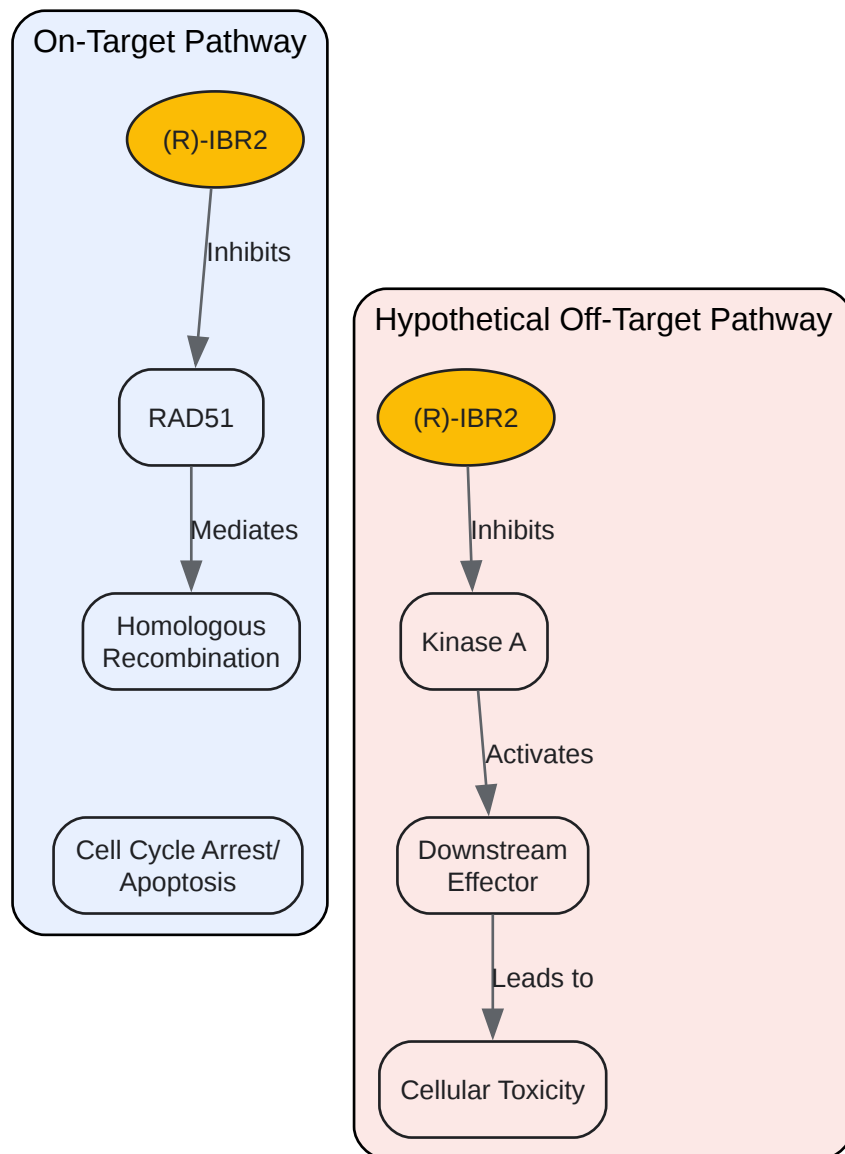 On-Target Pathway
(R)-IBR2
Inhibits
RAD51
Mediates
Homologous
Recombination
Cell Cycle Arrest/
Apoptosis
Hypothetical Off-Target Pathway
(R)-IBR2
Inhibits
Kinase A
Activates
Downstream
Effector
Leads to
Cellular Toxicity